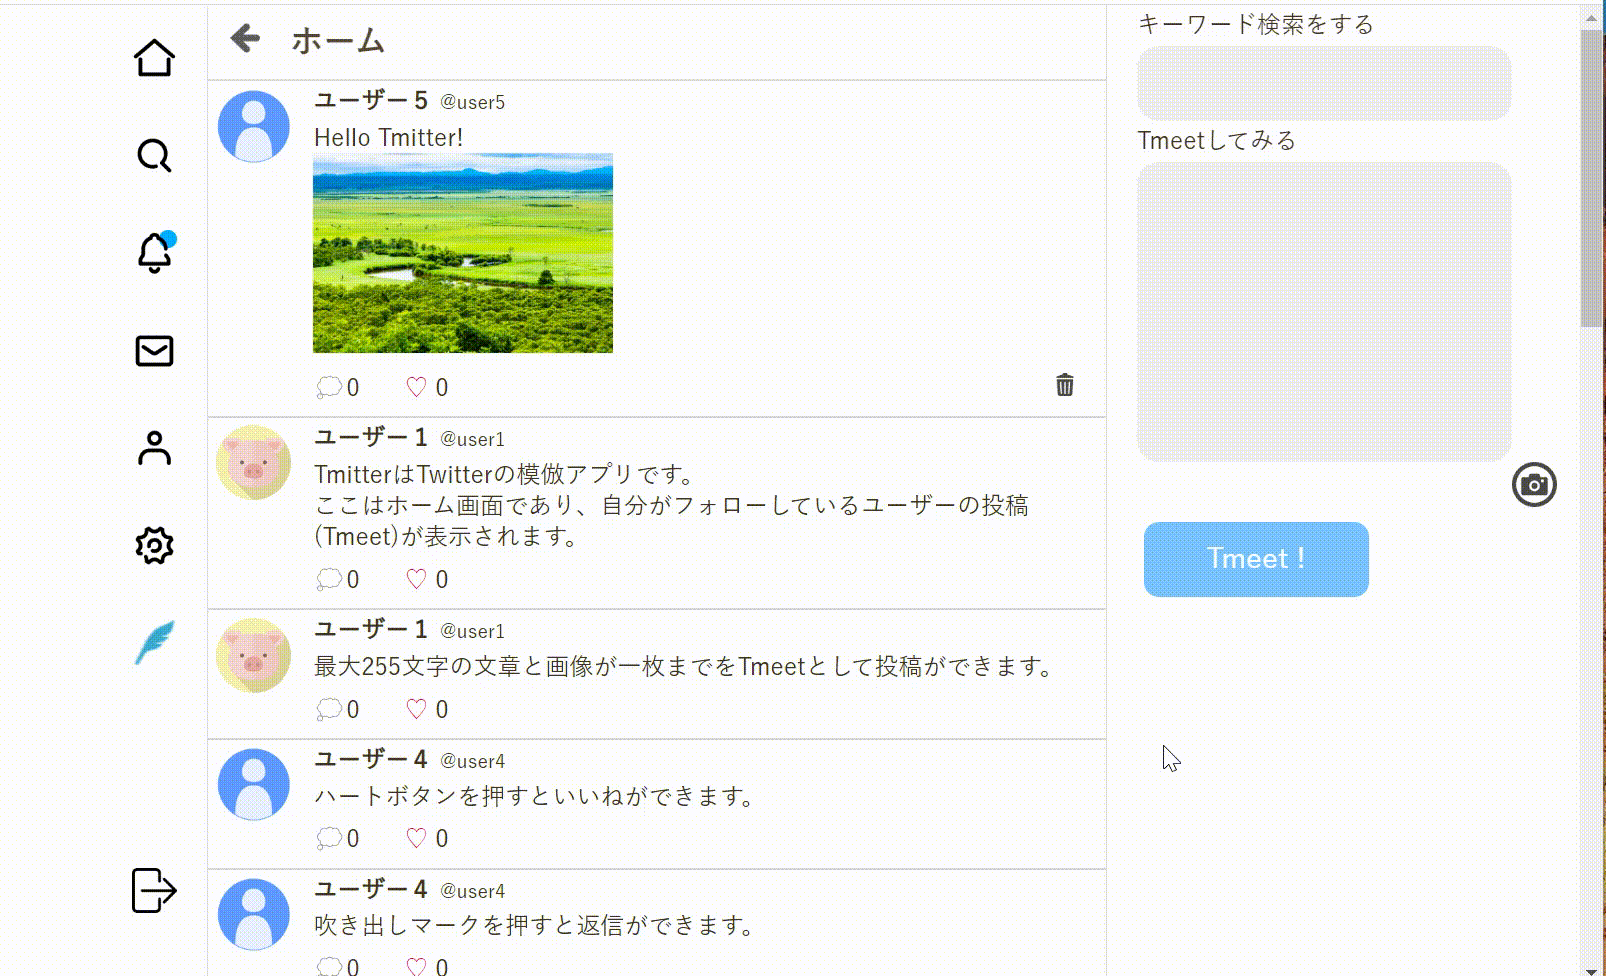 ホーム
ユーザー５ @user5
Hello Tmitter!
0 ♡ 0
ユーザー１ @user1
TmitterはTwitterの模倣アプリです。
ここはホーム画面であり、自分がフォローしているユーザーの投稿
(Tmeet)が表示されます。
0 ♡ 0
ユーザー１ @user1
最大255文字の文章と画像が一枚までをTmeetとして投稿ができます。
0 ♡ 0
ユーザー４ @user4
ハートボタンを押すといいねができます。
0 ♡ 0
ユーザー４ @user4
吹き出しマークを押すと返信ができます。
0 ♡ 0
キーワード検索をする
Tmeetしてみる
Tmeet！